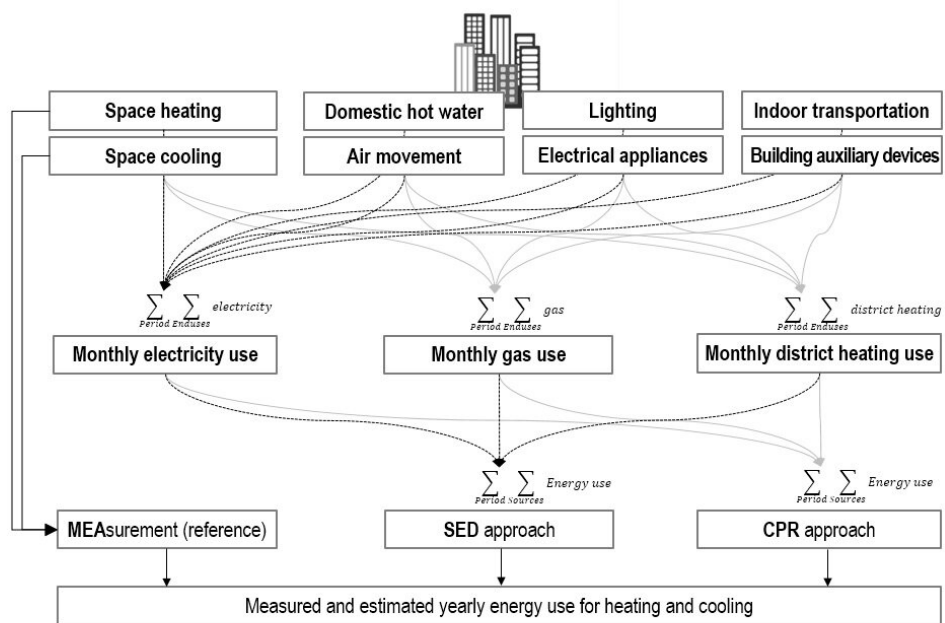 Space heating
Domestic hot water
Lighting
Indoor transportation
Space cooling
Air movement
Electrical appliances
Building auxiliary devices
∑ ∑ electricity
Period Enduses
∑ ∑ gas
Period Enduses
∑ ∑ district heating
Period Enduses
Monthly electricity use
Monthly gas use
Monthly district heating use
∑ ∑ Energy use
Period Sources
∑ ∑ Energy use
Period Sources
MEAsurement (reference)
SED approach
CPR approach
Measured and estimated yearly energy use for heating and cooling